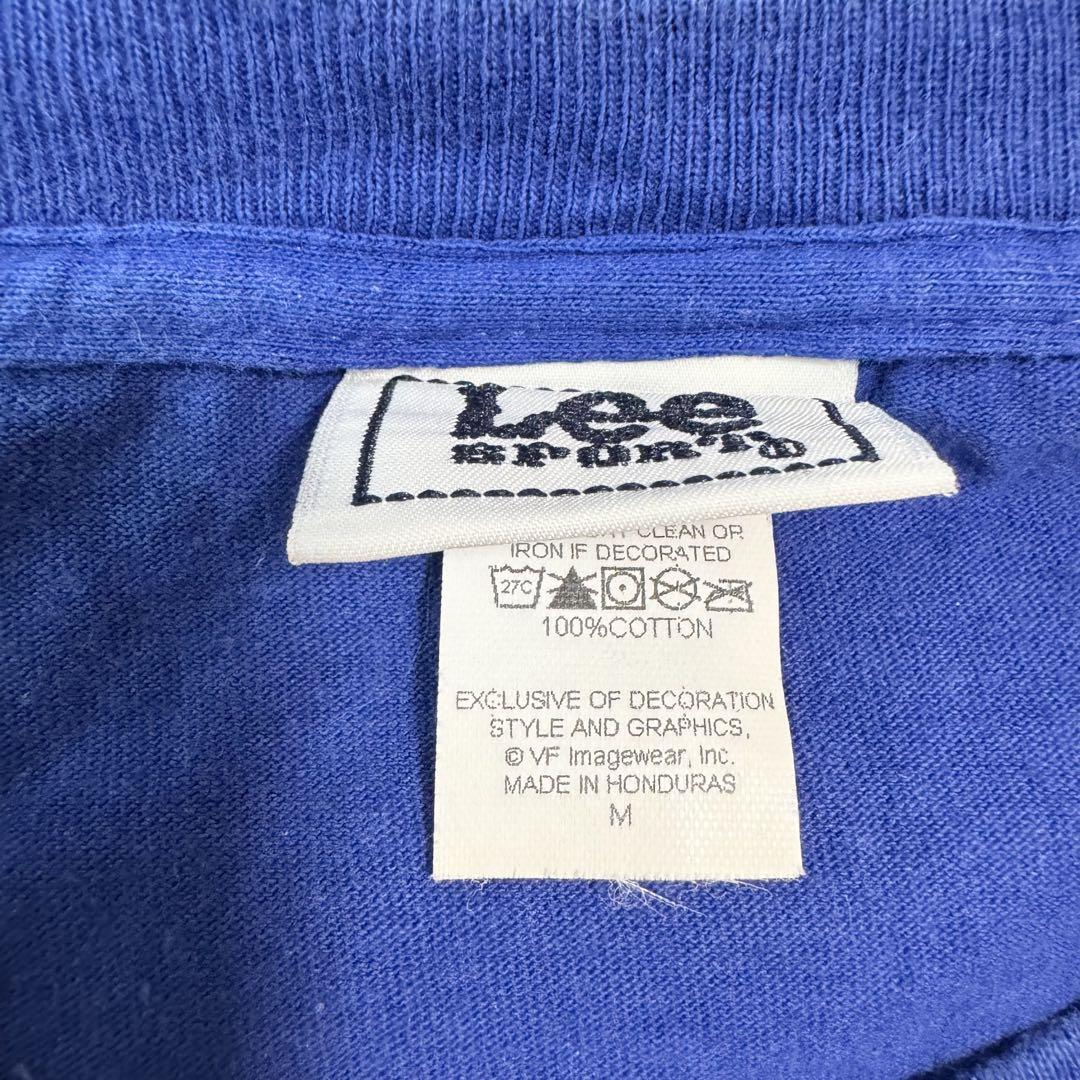 Lee
SPORT
CLEAN OR
IRON IF DECORATED
27C
100%COTTON
EXCLUSIVE OF DECORATION
STYLE AND GRAPHICS,
© VF Imagewear, Inc.
MADE IN HONDURAS
M